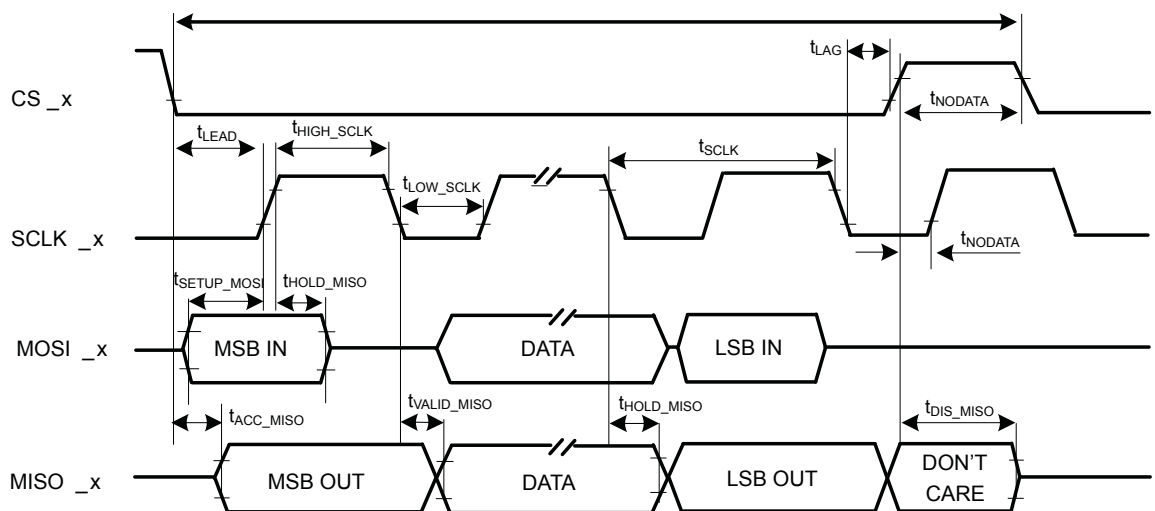 tLAG
CS _x
tNODATA
tLEAD
tHIGH_SCLK
tSCLK
tLOW_SCLK
SCLK _x
tNODATA
tSETUP_MOSI
tHOLD_MISO
MOSI _x
MSB IN
DATA
LSB IN
tACC_MISO
tVALID_MISO
tHOLD_MISO
tDIS_MISO
MISO _x
MSB OUT
DATA
LSB OUT
DON'T
CARE